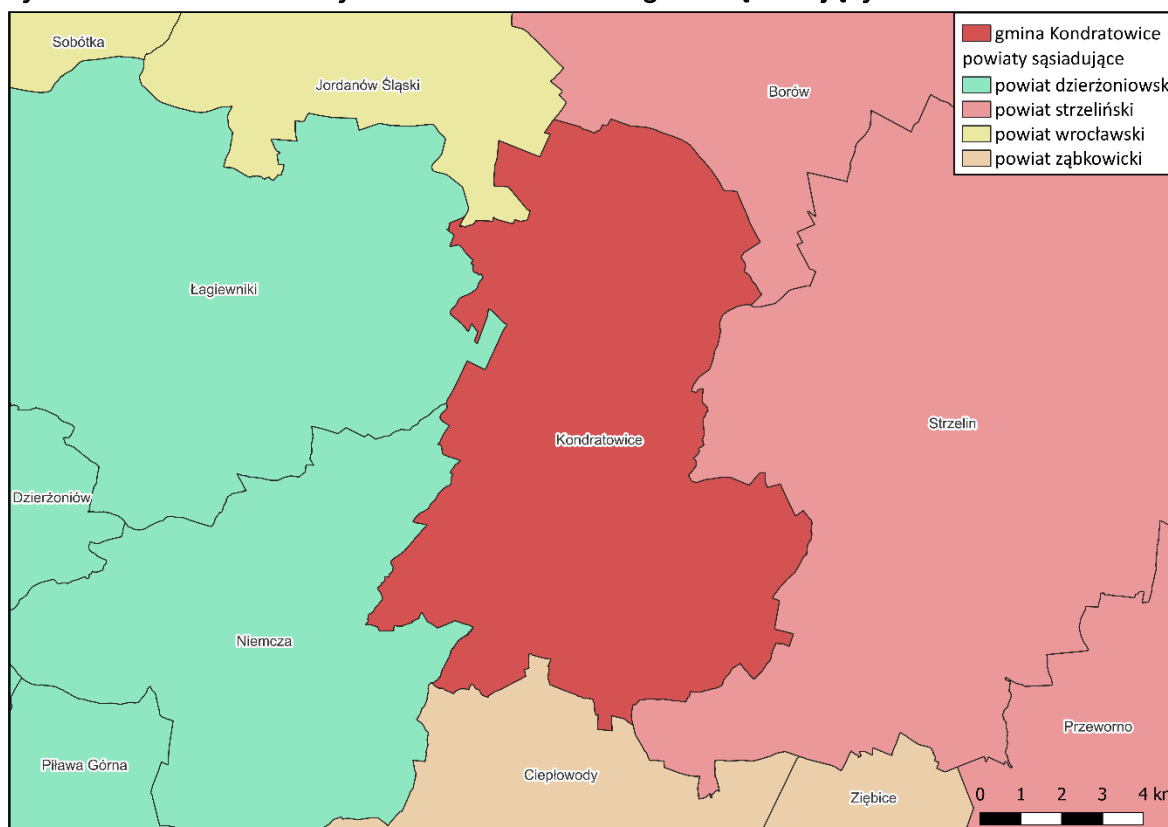 Sobótka
Jordanów Śląski
Borów
gmina Kondratowice
powiaty sąsiadujące
powiat dzierżoniowsk
powiat strzeliński
powiat wrocławski
powiat ząbkowicki
Łagiewniki
Kondratowice
Strzelin
Dzierżoniów
Niemcza
Przeworno
Piława Górna
Ciepłowody
Ziębice
0 1 2 3 4 km